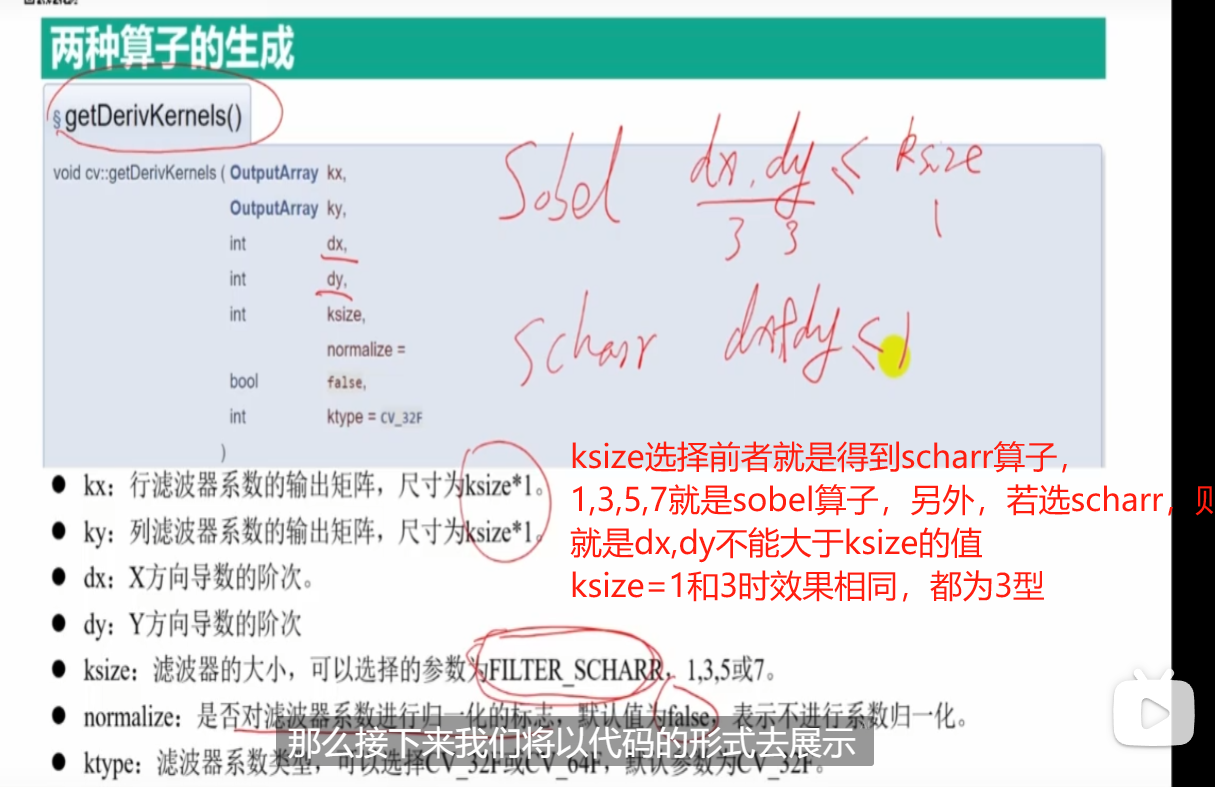 两种算子的生成
§ getDerivKernels()
Sobel dx,dy ≤ ksize
3 3 1
void cv::getDerivKernels ( OutputArray kx,
OutputArray ky,
int dx,
int dy,
int ksize,
normalize =
bool false,
int ktype = CV_32F
)
scharr dx+dy ≤ 1
ksize选择前者就是得到scharr算子，
1,3,5,7就是sobel算子，另外，若选scharr，则
就是dx,dy不能大于ksize的值
ksize=1和3时效果相同，都为3型
● kx：行滤波器系数的输出矩阵，尺寸为ksize*1。
● ky：列滤波器系数的输出矩阵，尺寸为ksize*1。
● dx：X方向导数的阶次。
● dy：Y方向导数的阶次
● ksize：滤波器的大小，可以选择的参数为FILTER_SCHARR，1,3,5或7。
● normalize：是否对滤波器系数进行归一化的标志，默认值为false，表示不进行系数归一化。
那么接下来我们将以代码的形式去展示
● ktype：滤波器系数类型，可以选择CV_32F或CV_64F，默认参数为CV_32F。